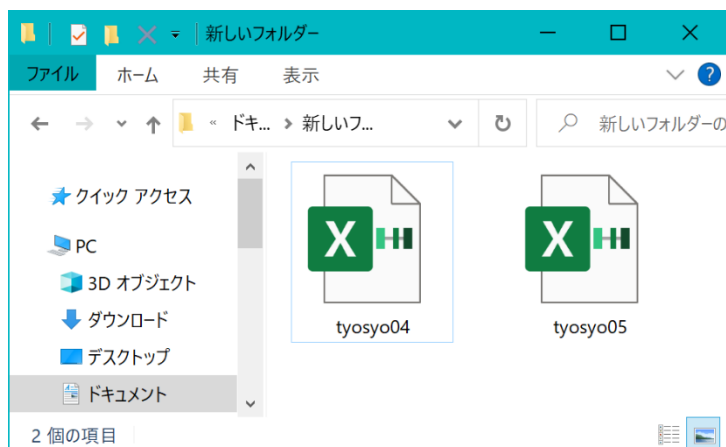 新しいフォルダー
ファイル ホーム 共有 表示
« ドキ... › 新しいフ... 新しいフォルダーの
クイック アクセス
PC
3D オブジェクト
ダウンロード
デスクトップ
ドキュメント
X
tyosyo04
X
tyosyo05
2 個の項目